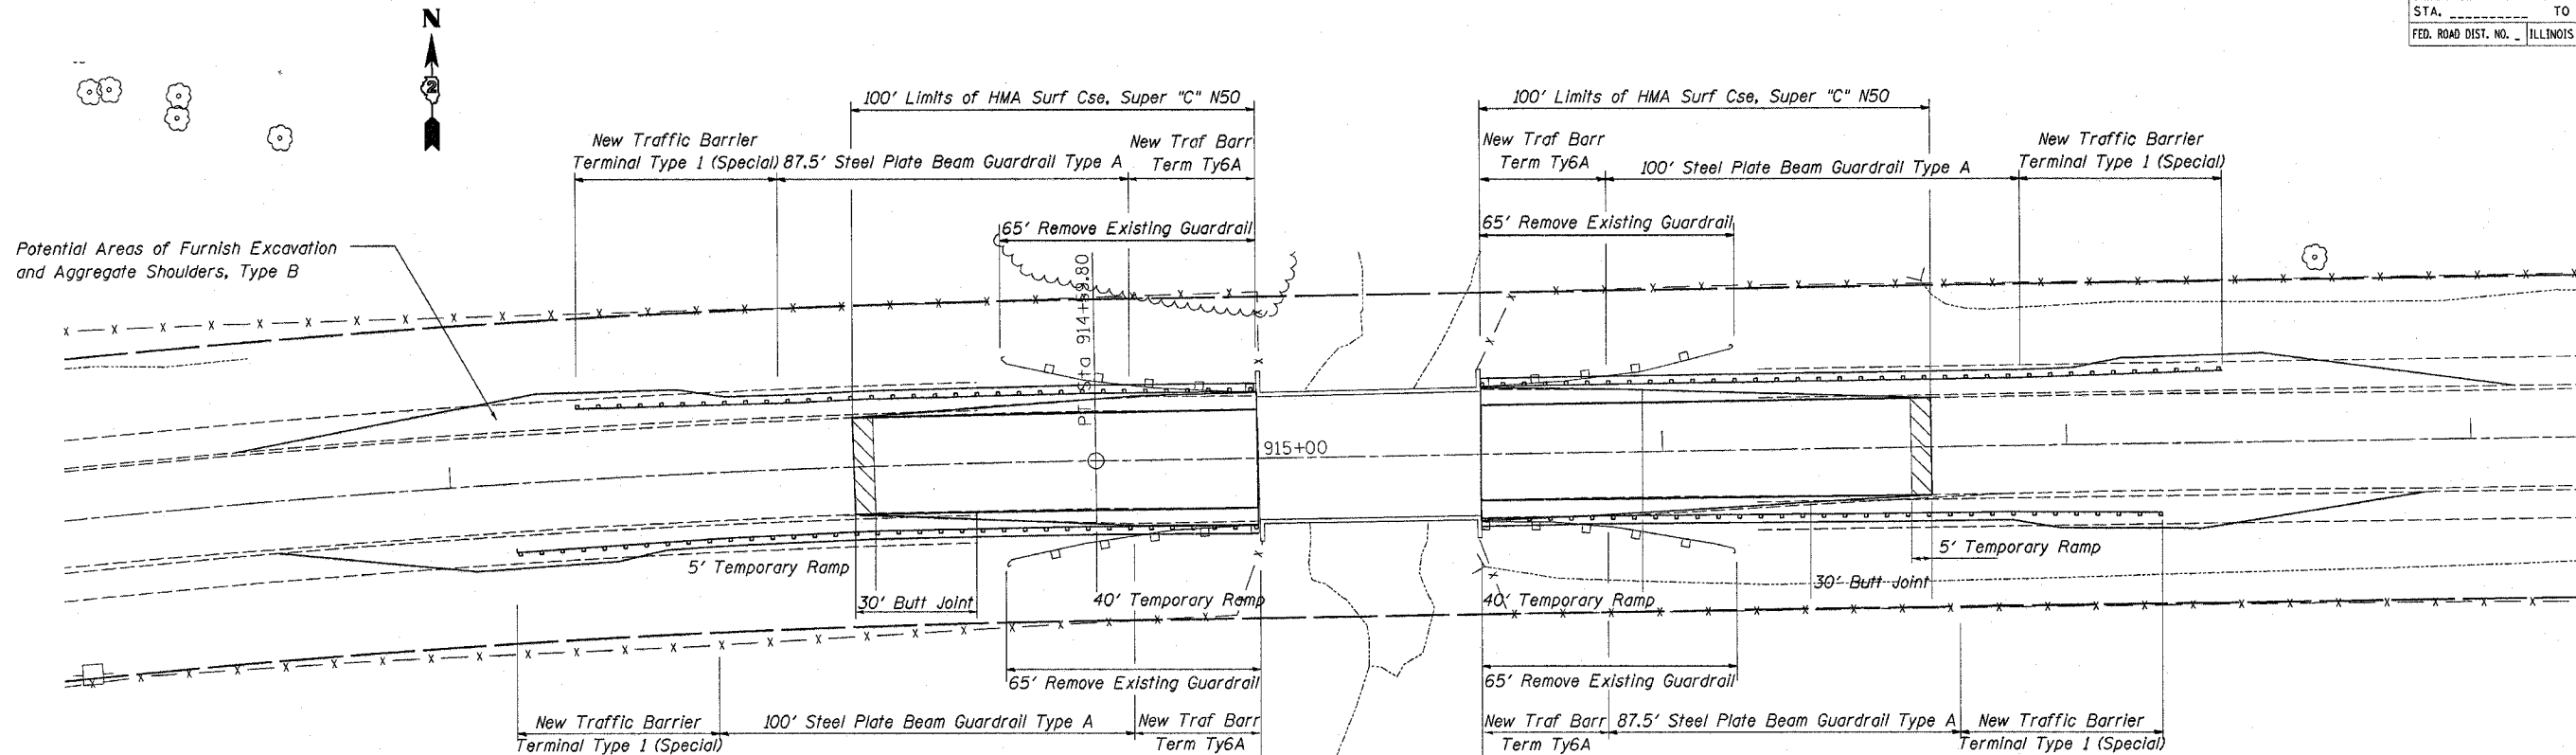 STA. __________ TO
FED. ROAD DIST. NO. _ ILLINOIS
N
2
100' Limits of HMA Surf Cse, Super "C" N50
100' Limits of HMA Surf Cse, Super "C" N50
New Traffic Barrier
Terminal Type 1 (Special)
87.5' Steel Plate Beam Guardrail Type A
New Traf Barr
Term Ty6A
New Traf Barr
Term Ty6A
100' Steel Plate Beam Guardrail Type A
New Traffic Barrier
Terminal Type 1 (Special)
65' Remove Existing Guardrail
65' Remove Existing Guardrail
Potential Areas of Furnish Excavation
and Aggregate Shoulders, Type B
Sta 914+59.80
915+00
5' Temporary Ramp
30' Butt Joint
40' Temporary Ramp
40' Temporary Ramp
30' Butt Joint
5' Temporary Ramp
65' Remove Existing Guardrail
65' Remove Existing Guardrail
New Traffic Barrier
Terminal Type 1 (Special)
100' Steel Plate Beam Guardrail Type A
New Traf Barr
Term Ty6A
New Traf Barr
Term Ty6A
87.5' Steel Plate Beam Guardrail Type A
New Traffic Barrier
Terminal Type 1 (Special)